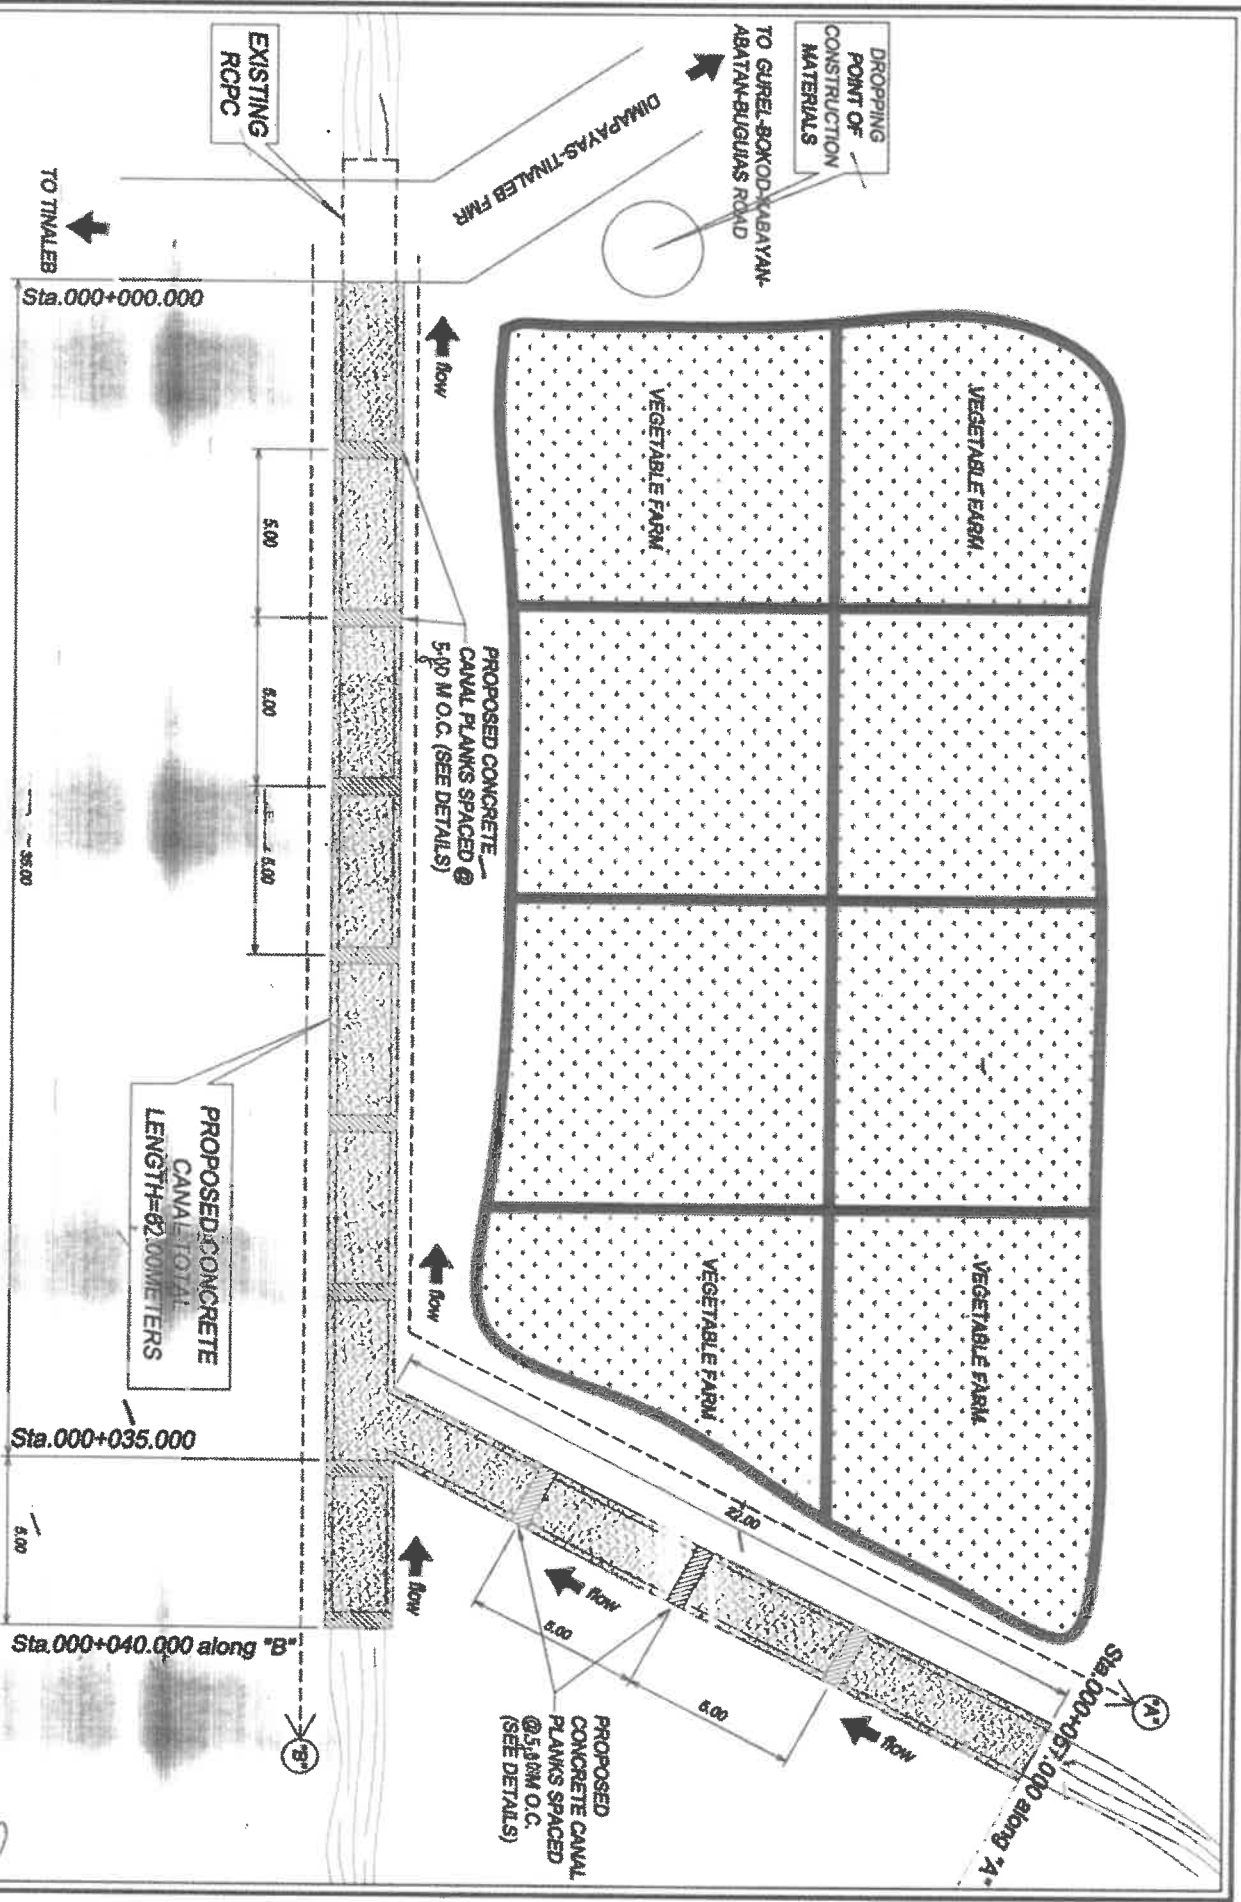 DROPPING
POINT OF
CONSTRUCTION
MATERIALS
TO GUREL-BOKOD-KABAYAN-
ABATAN-BUGUIAS ROAD
DIMAPAYAS-TINALEB FMR
EXISTING
RCPC
TO TINALEB
Sta.000+000.000
flow
VEGETABLE FARM
VEGETABLE FARM
VEGETABLE FARM
VEGETABLE FARM
5.00
5.00
5.00
35.00
PROPOSED CONCRETE
CANAL PLANKS SPACED @
5.00 M O.C. (SEE DETAILS)
PROPOSED CONCRETE
CANAL TOTAL
LENGTH=62.00METERS
flow
Sta.000+035.000
5.00
flow
Sta.000+040.000 along "B"
"B"
22.00
flow
5.00
5.00
flow
PROPOSED
CONCRETE CANAL
PLANKS SPACED
@5.00M O.C.
(SEE DETAILS)
"A"
Sta.000+057.000 along "A"